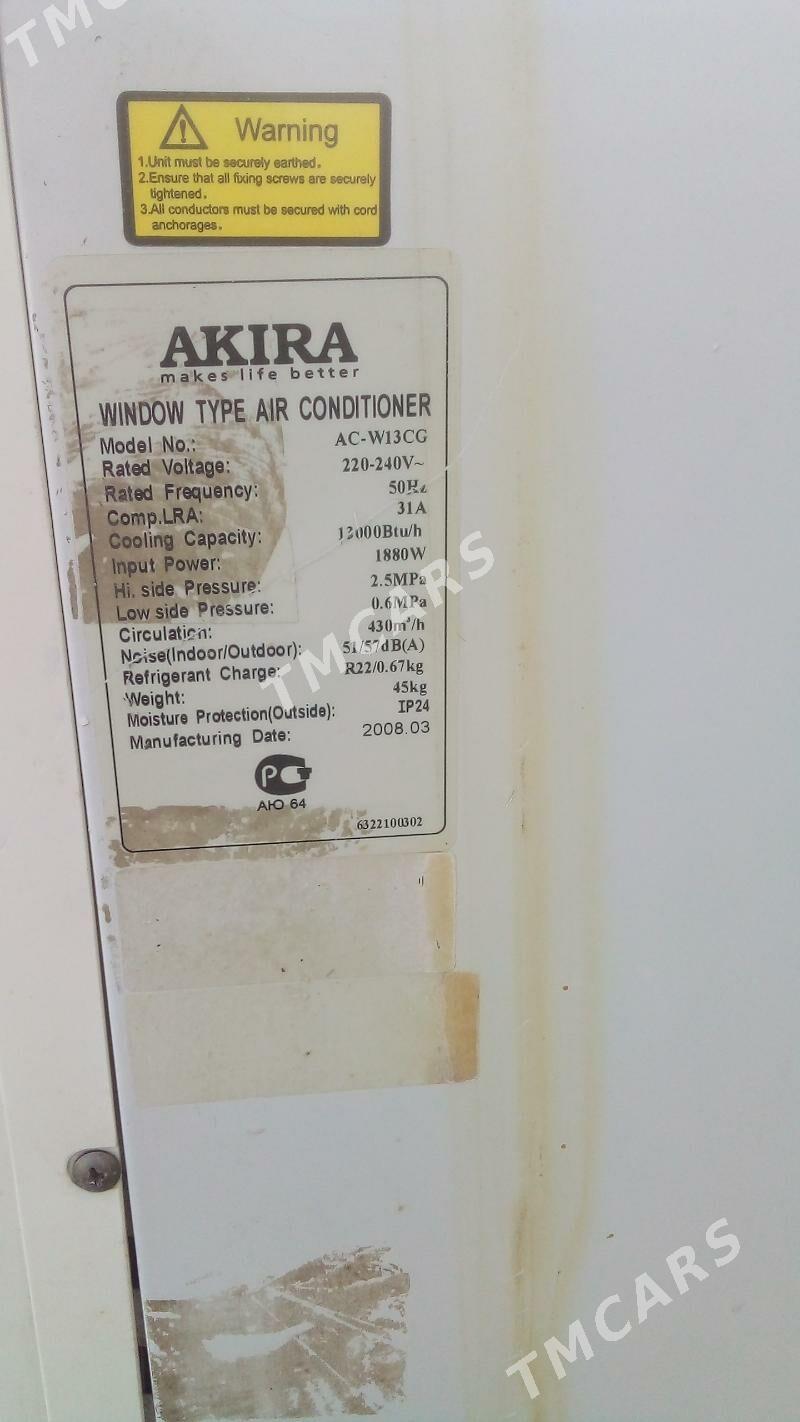 TMCARS
Warning
1.Unit must be securely earthed.
2.Ensure that all fixing screws are securely
tightened.
3.All conductors must be secured with cord
anchorages.
AKIRA
makes life better
WINDOW TYPE AIR CONDITIONER
Model No.: AC-W13CG
Rated Voltage: 220-240V~
Rated Frequency: 50Hz
Comp.LRA: 31A
Cooling Capacity: 13000Btu/h
Input Power: 1880W
Hi. side Pressure: 2.5MPa
Low side Pressure: 0.6MPa
Circulation: 430m³/h
Noise(Indoor/Outdoor): 51/57dB(A)
Refrigerant Charge: R22/0.67kg
Weight: 45kg
Moisture Protection(Outside): IP24
Manufacturing Date: 2008.03
РСТ
АЮ 64
6322100302
TMCARS
TMCARS